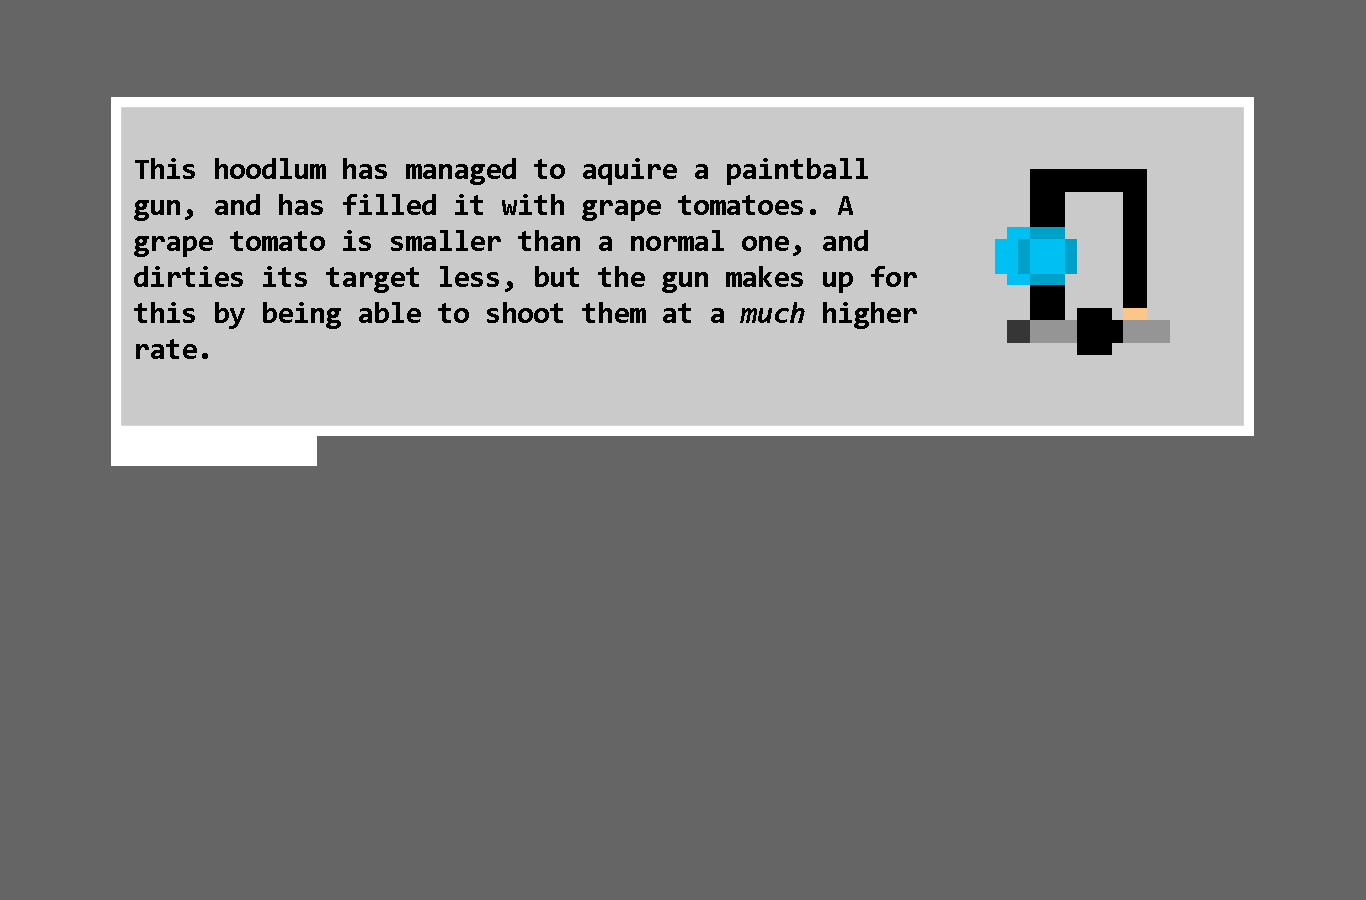 This hoodlum has managed to aquire a paintball
gun, and has filled it with grape tomatoes. A
grape tomato is smaller than a normal one, and
dirties its target less, but the gun makes up for
this by being able to shoot them at a much higher
rate.